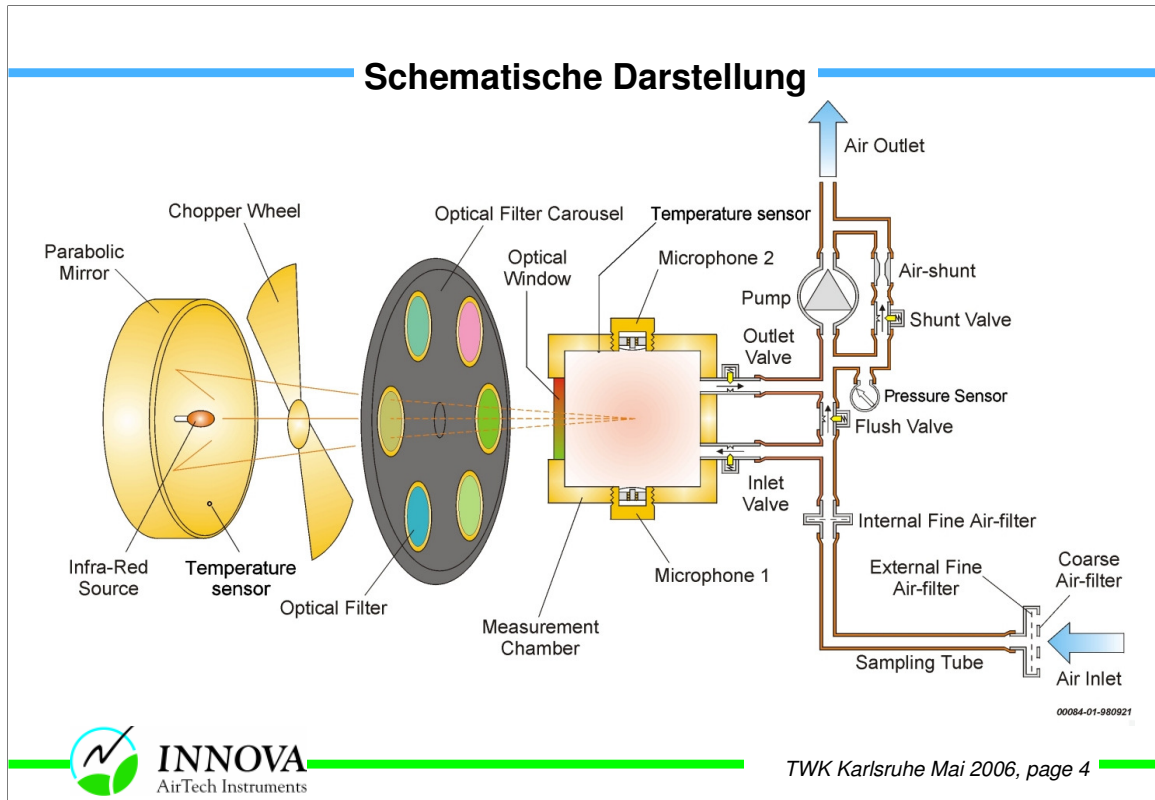 Schematische Darstellung
Air Outlet
Chopper Wheel
Optical Filter Carousel
Temperature sensor
Parabolic
Mirror
Optical
Window
Microphone 2
Air-shunt
Pump
Shunt Valve
Outlet
Valve
Pressure Sensor
Flush Valve
Inlet
Valve
Internal Fine Air-filter
Infra-Red
Source
Temperature
sensor
Optical Filter
Microphone 1
External Fine
Air-filter
Coarse
Air-filter
Measurement
Chamber
Sampling Tube
Air Inlet
00084-01-980921
INNOVA
AirTech Instruments
TWK Karlsruhe Mai 2006, page 4